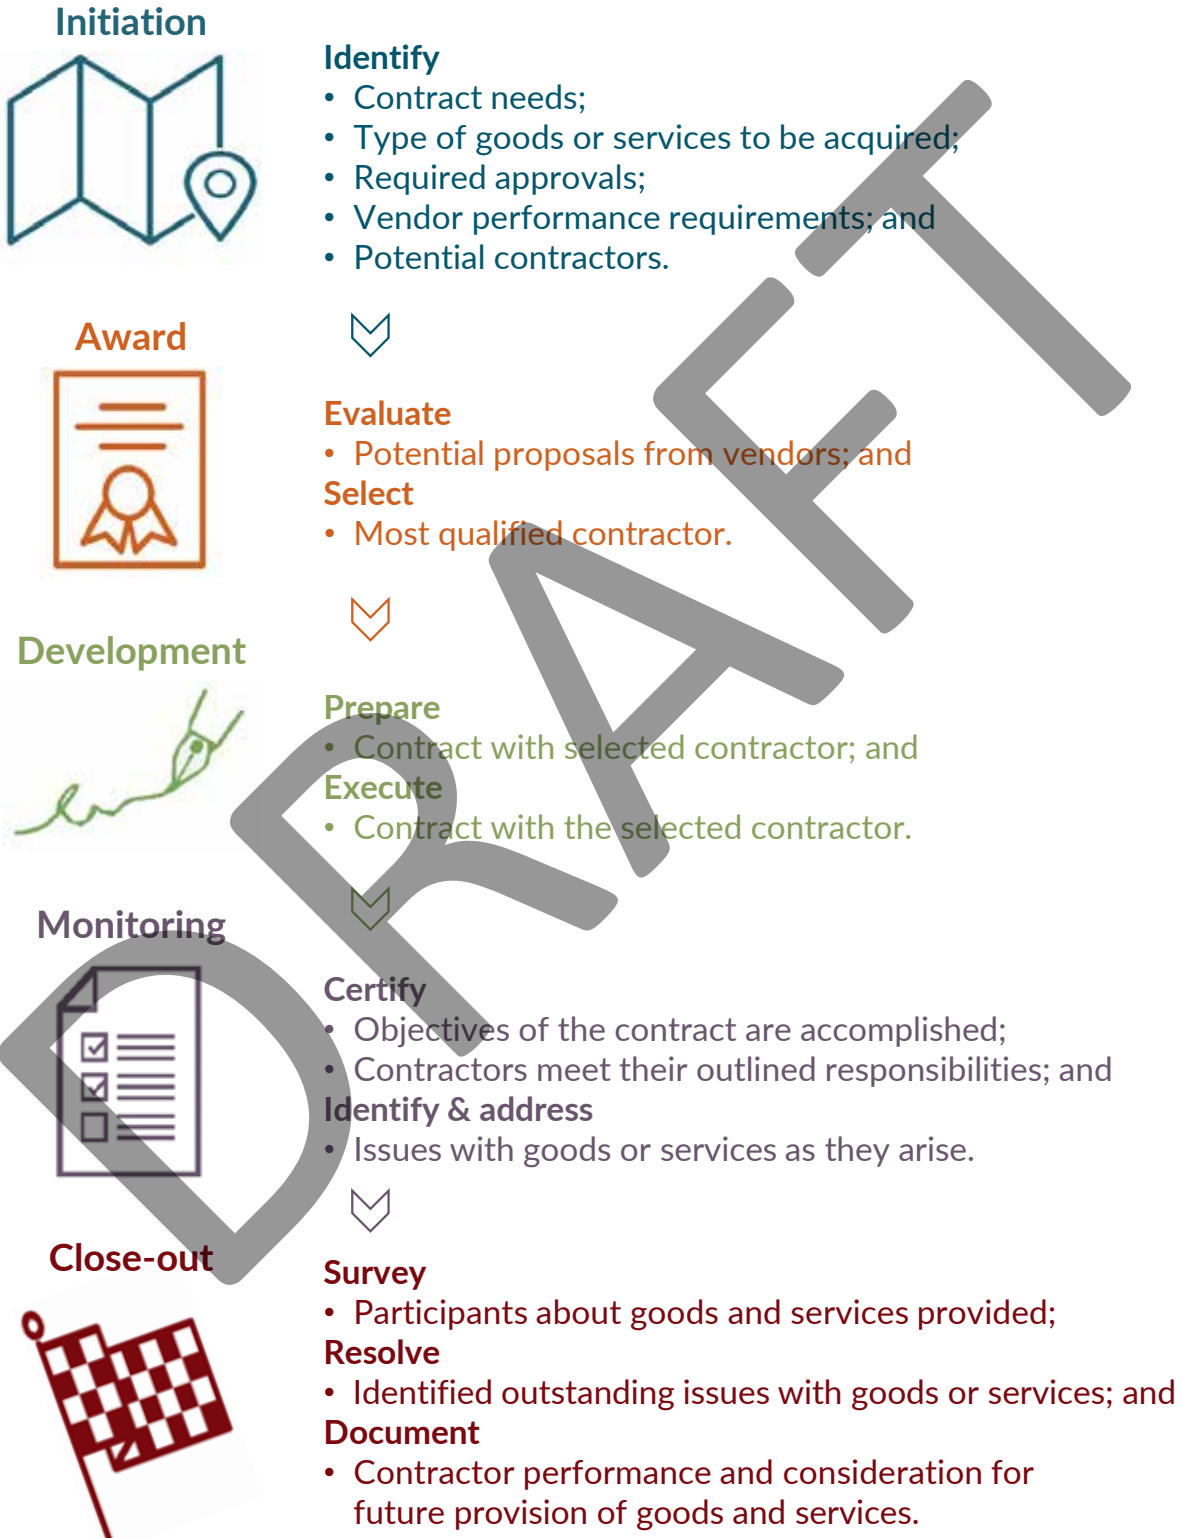 Initiation
Identify
• Contract needs;
• Type of goods or services to be acquired;
• Required approvals;
• Vendor performance requirements; and
• Potential contractors.
Award
Evaluate
• Potential proposals from vendors; and
Select
• Most qualified contractor.
Development
Prepare
• Contract with selected contractor; and
Execute
• Contract with the selected contractor.
Monitoring
Certify
• Objectives of the contract are accomplished;
• Contractors meet their outlined responsibilities; and
Identify & address
• Issues with goods or services as they arise.
Close-out
Survey
• Participants about goods and services provided;
Resolve
• Identified outstanding issues with goods or services; and
Document
• Contractor performance and consideration for
future provision of goods and services.
DRAFT